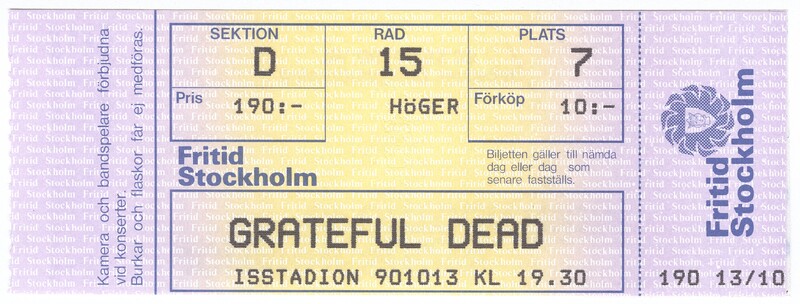 Kamera och bandspelare förbjudna
vid konserter.
Burkar och flaskor får ej medföras.
SEKTION
D
RAD
15
PLATS
7
Pris
190:-
HöGER
Förköp
10:-
Fritid
Stockholm
Biljetten gäller till nämda
dag eller dag som
senare fastställs.
GRATEFUL DEAD
ISSTADION 901013 KL 19.30
Fritid
Stockholm
190 13/10